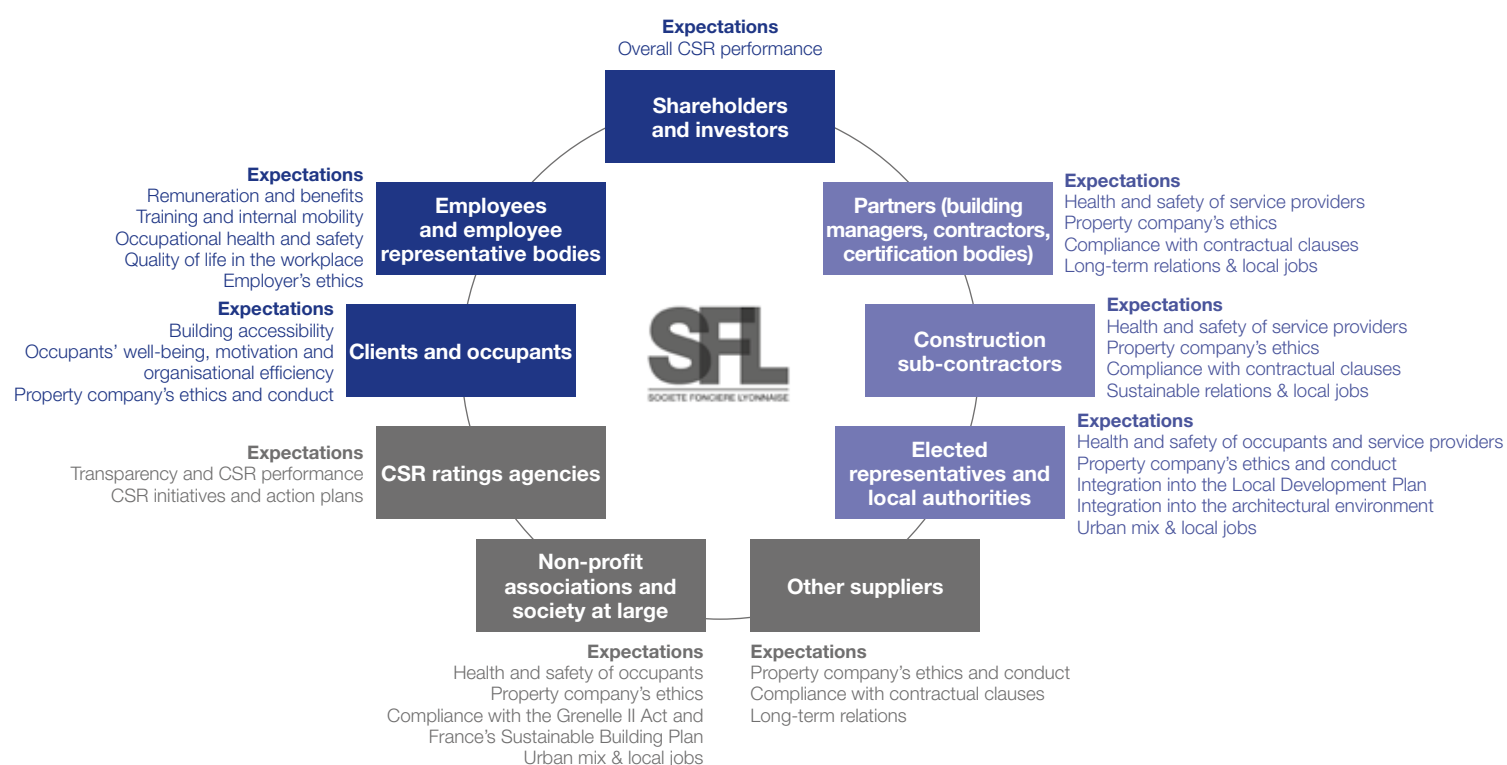 Expectations
Overall CSR performance
Shareholders
and investors
Expectations
Remuneration and benefits
Training and internal mobility
Occupational health and safety
Quality of life in the workplace
Employer's ethics
Employees
and employee
representative bodies
Partners (building
managers, contractors,
certification bodies)
Expectations
Health and safety of service providers
Property company's ethics
Compliance with contractual clauses
Long-term relations & local jobs
Expectations
Building accessibility
Occupants' well-being, motivation and
organisational efficiency
Property company's ethics and conduct
Clients and occupants
SFL
SOCIETE FONCIERE LYONNAISE
Construction
sub-contractors
Expectations
Health and safety of service providers
Property company's ethics
Compliance with contractual clauses
Sustainable relations & local jobs
Expectations
Transparency and CSR performance
CSR initiatives and action plans
CSR ratings agencies
Elected
representatives and
local authorities
Expectations
Health and safety of occupants and service providers
Property company's ethics and conduct
Integration into the Local Development Plan
Integration into the architectural environment
Urban mix & local jobs
Non-profit
associations and
society at large
Other suppliers
Expectations
Health and safety of occupants
Property company's ethics
Compliance with the Grenelle II Act and
France's Sustainable Building Plan
Urban mix & local jobs
Expectations
Property company's ethics and conduct
Compliance with contractual clauses
Long-term relations